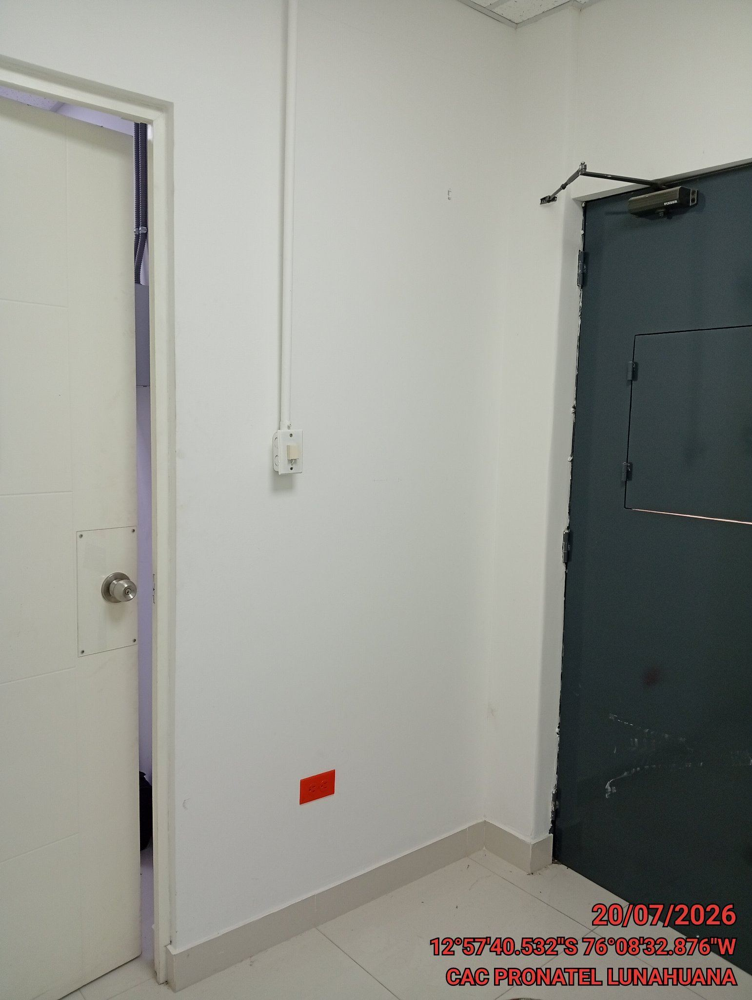 FIXSER
20/07/2026
12°57'40.532"S 76°08'32.876"W
CAC PRONATEL LUNAHUANA